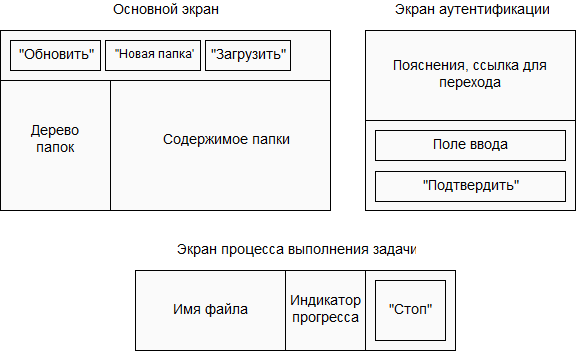 Основной экран
Экран аутентификации
"Обновить"
"Новая папка"
"Загрузить"
Пояснения, ссылка для
перехода
Дерево
папок
Содержимое папки
Поле ввода
"Подтвердить"
Экран процесса выполнения задачи
Имя файла
Индикатор
прогресса
"Стоп"